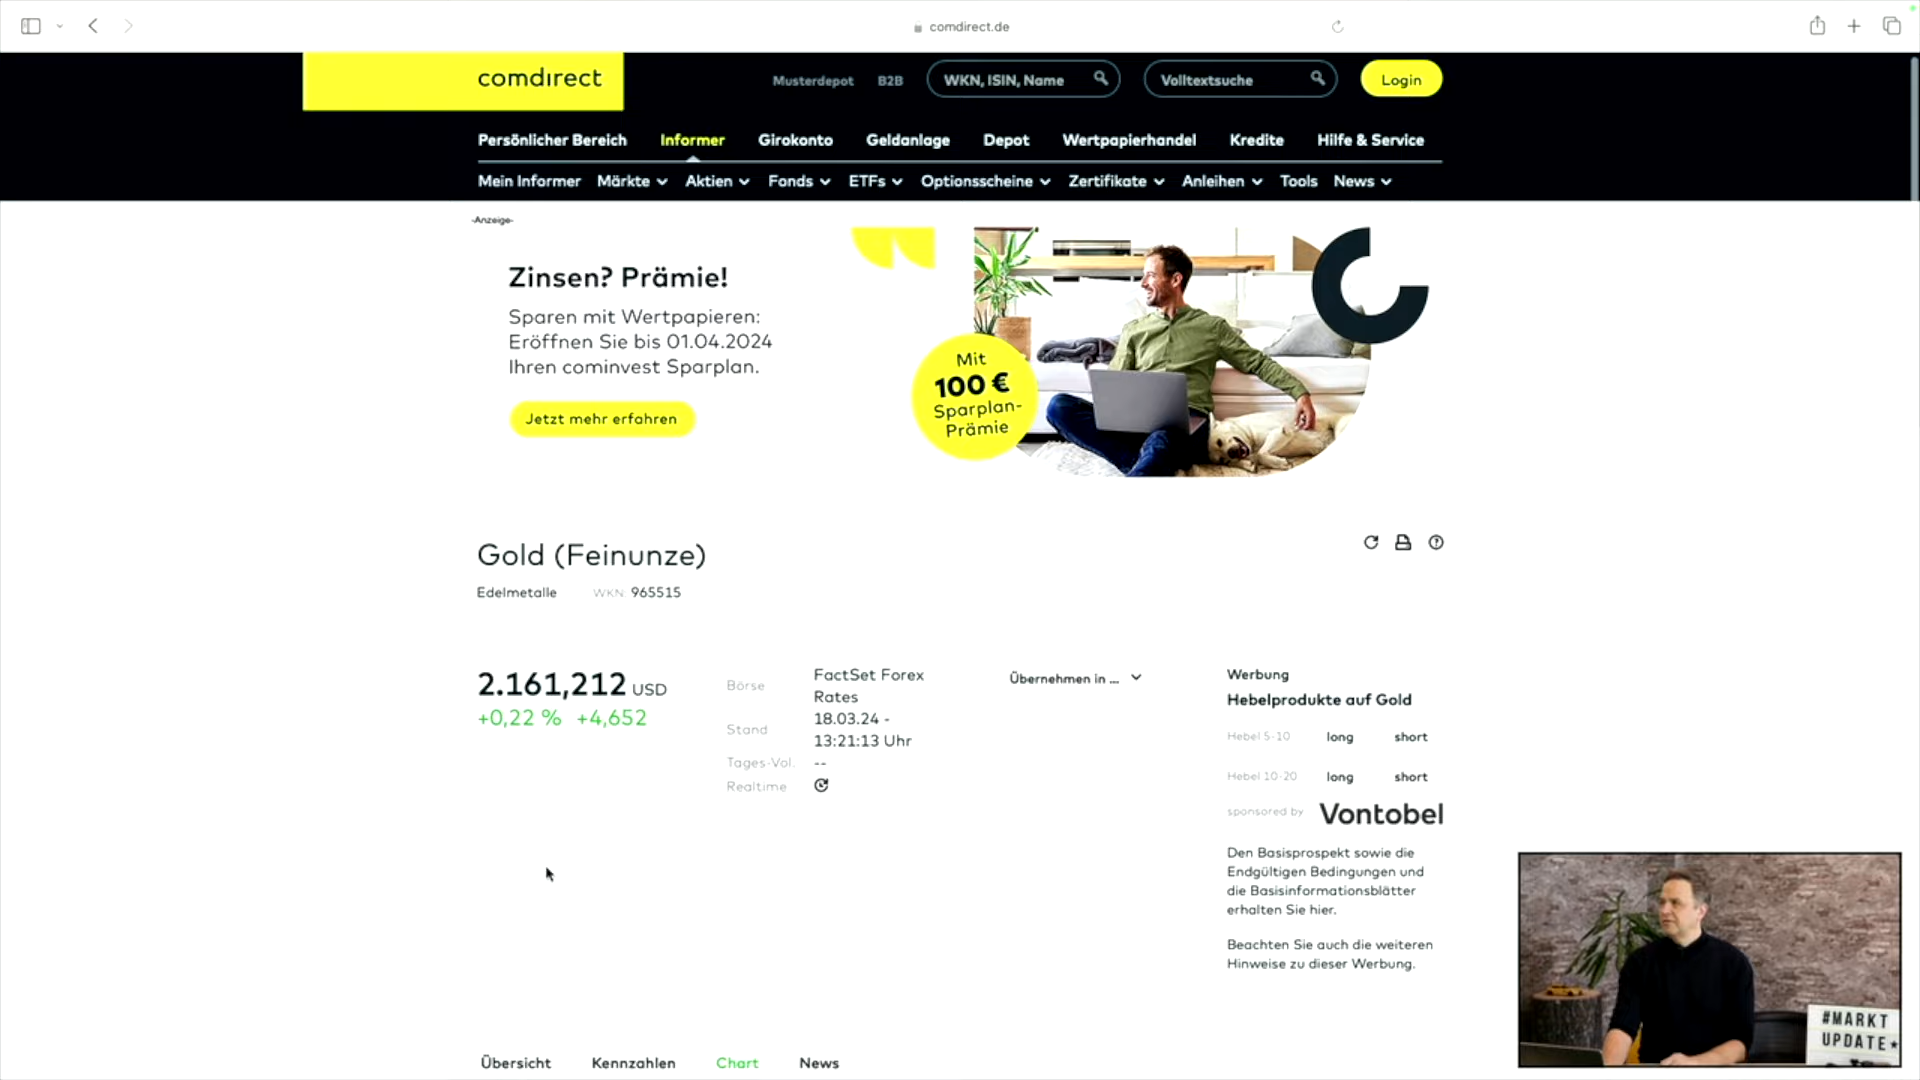 comdirect.de
comdirect
Musterdepot
B2B
WKN, ISIN, Name
Volltextsuche
Login
Persönlicher Bereich
Informer
Girokonto
Geldanlage
Depot
Wertpapierhandel
Kredite
Hilfe & Service
Mein Informer
Märkte
Aktien
Fonds
ETFs
Optionsscheine
Zertifikate
Anleihen
Tools
News
-Anzeige-
Zinsen? Prämie!
Sparen mit Wertpapieren:
Eröffnen Sie bis 01.04.2024
Ihren cominvest Sparplan.
Jetzt mehr erfahren
Mit
100 €
Sparplan-
Prämie
Gold (Feinunze)
Edelmetalle
WKN: 965515
2.161,212 USD
+0,22 % +4,652
Börse
FactSet Forex
Rates
Stand
18.03.24 -
13:21:13 Uhr
Tages-Vol.
--
Realtime
Übernehmen in ...
Werbung
Hebelprodukte auf Gold
Hebel 5-10 long short
Hebel 10-20 long short
sponsored by Vontobel
Den Basisprospekt sowie die
Endgültigen Bedingungen und
die Basisinformationsblätter
erhalten Sie hier.
Beachten Sie auch die weiteren
Hinweise zu dieser Werbung.
Übersicht
Kennzahlen
Chart
News
#MARKT
UPDATE